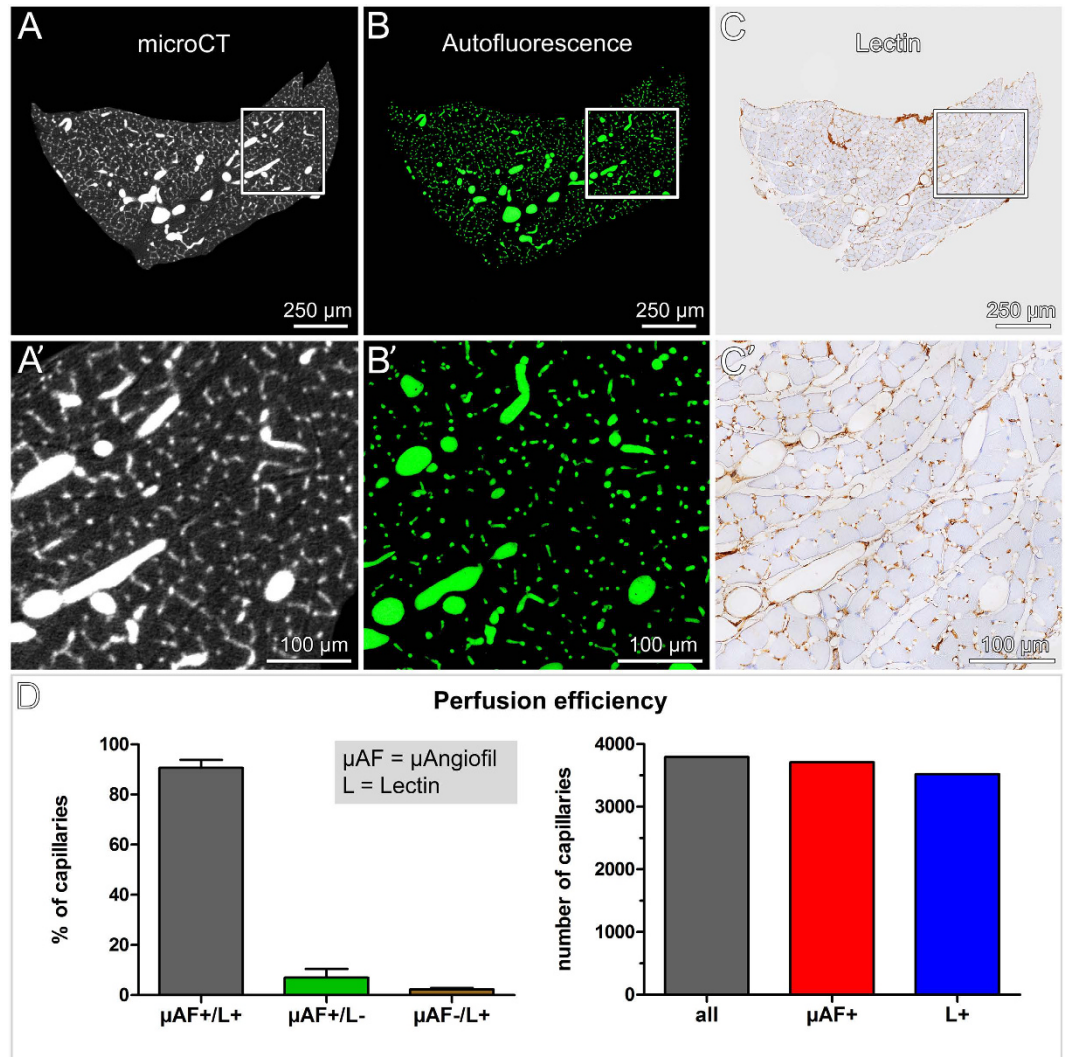 A
microCT
250 µm
B
Autofluorescence
250 µm
C
Lectin
250 µm
A'
100 µm
B'
100 µm
C'
100 µm
D
Perfusion efficiency
µAF = µAngiofil
L = Lectin
% of capillaries
100
80
60
40
20
0
µAF+/L+
µAF+/L-
µAF-/L+
number of capillaries
4000
3000
2000
1000
0
all
µAF+
L+